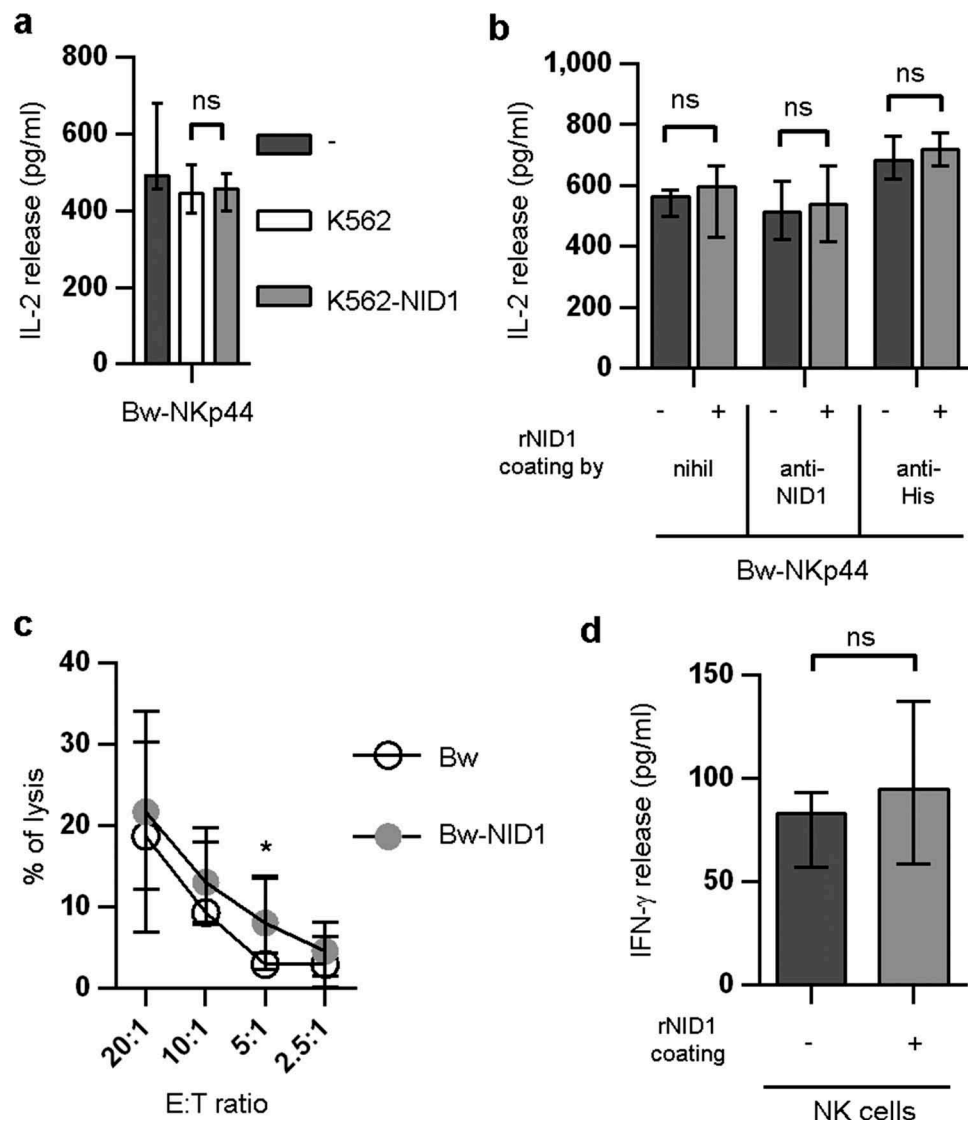 a
800
600
400
200
0
IL-2 release (pg/ml)
ns
-
K562
K562-NID1
Bw-NKp44
b
1,000
800
600
400
200
0
IL-2 release (pg/ml)
ns
ns
ns
- + - + - +
rNID1
coating by
nihil
anti-
NID1
anti-
His
Bw-NKp44
c
40
30
20
10
0
% of lysis
*
Bw
Bw-NID1
20:1
10:1
5:1
2.5:1
E:T ratio
d
150
100
50
0
IFN-γ release (pg/ml)
ns
rNID1
coating
- +
NK cells